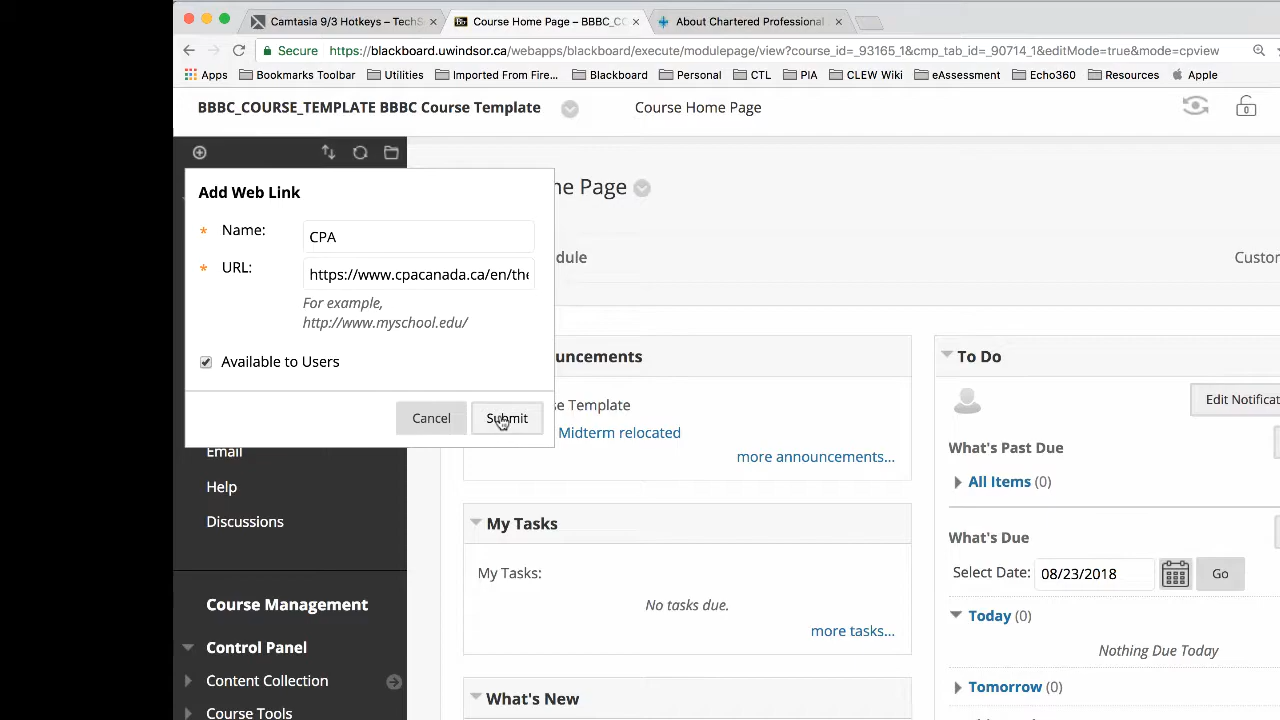 Camtasia 9/3 Hotkeys – TechS
Course Home Page – BBBC_CO
About Chartered Professional
Secure
https://blackboard.uwindsr.ca/webapps/blackboard/execute/modulepage/view?course_id=_93165_1&cmp_tab_id=_90714_1&editMode=true&mode=cpview
Apps
Bookmarks Toolbar
Utilities
Imported From Fire...
Blackboard
Personal
CTL
PIA
CLEW Wiki
eAssessment
Echo360
Resources
Apple
BBBC_COURSE_TEMPLATE BBBC Course Template
Course Home Page
Add Web Link
* Name:
CPA
* URL:
https://www.cpacanada.ca/en/the
For example,
http://www.myschool.edu/
Available to Users
Cancel
Submit
Email
Help
Discussions
Course Management
Control Panel
Content Collection
Course Tools
me Page
dule
Custon
uncements
se Template
Midterm relocated
more announcements...
My Tasks
My Tasks:
No tasks due.
more tasks...
What's New
To Do
Edit Notificat
What's Past Due
All Items (0)
What's Due
Select Date:
08/23/2018
Go
Today (0)
Nothing Due Today
Tomorrow (0)